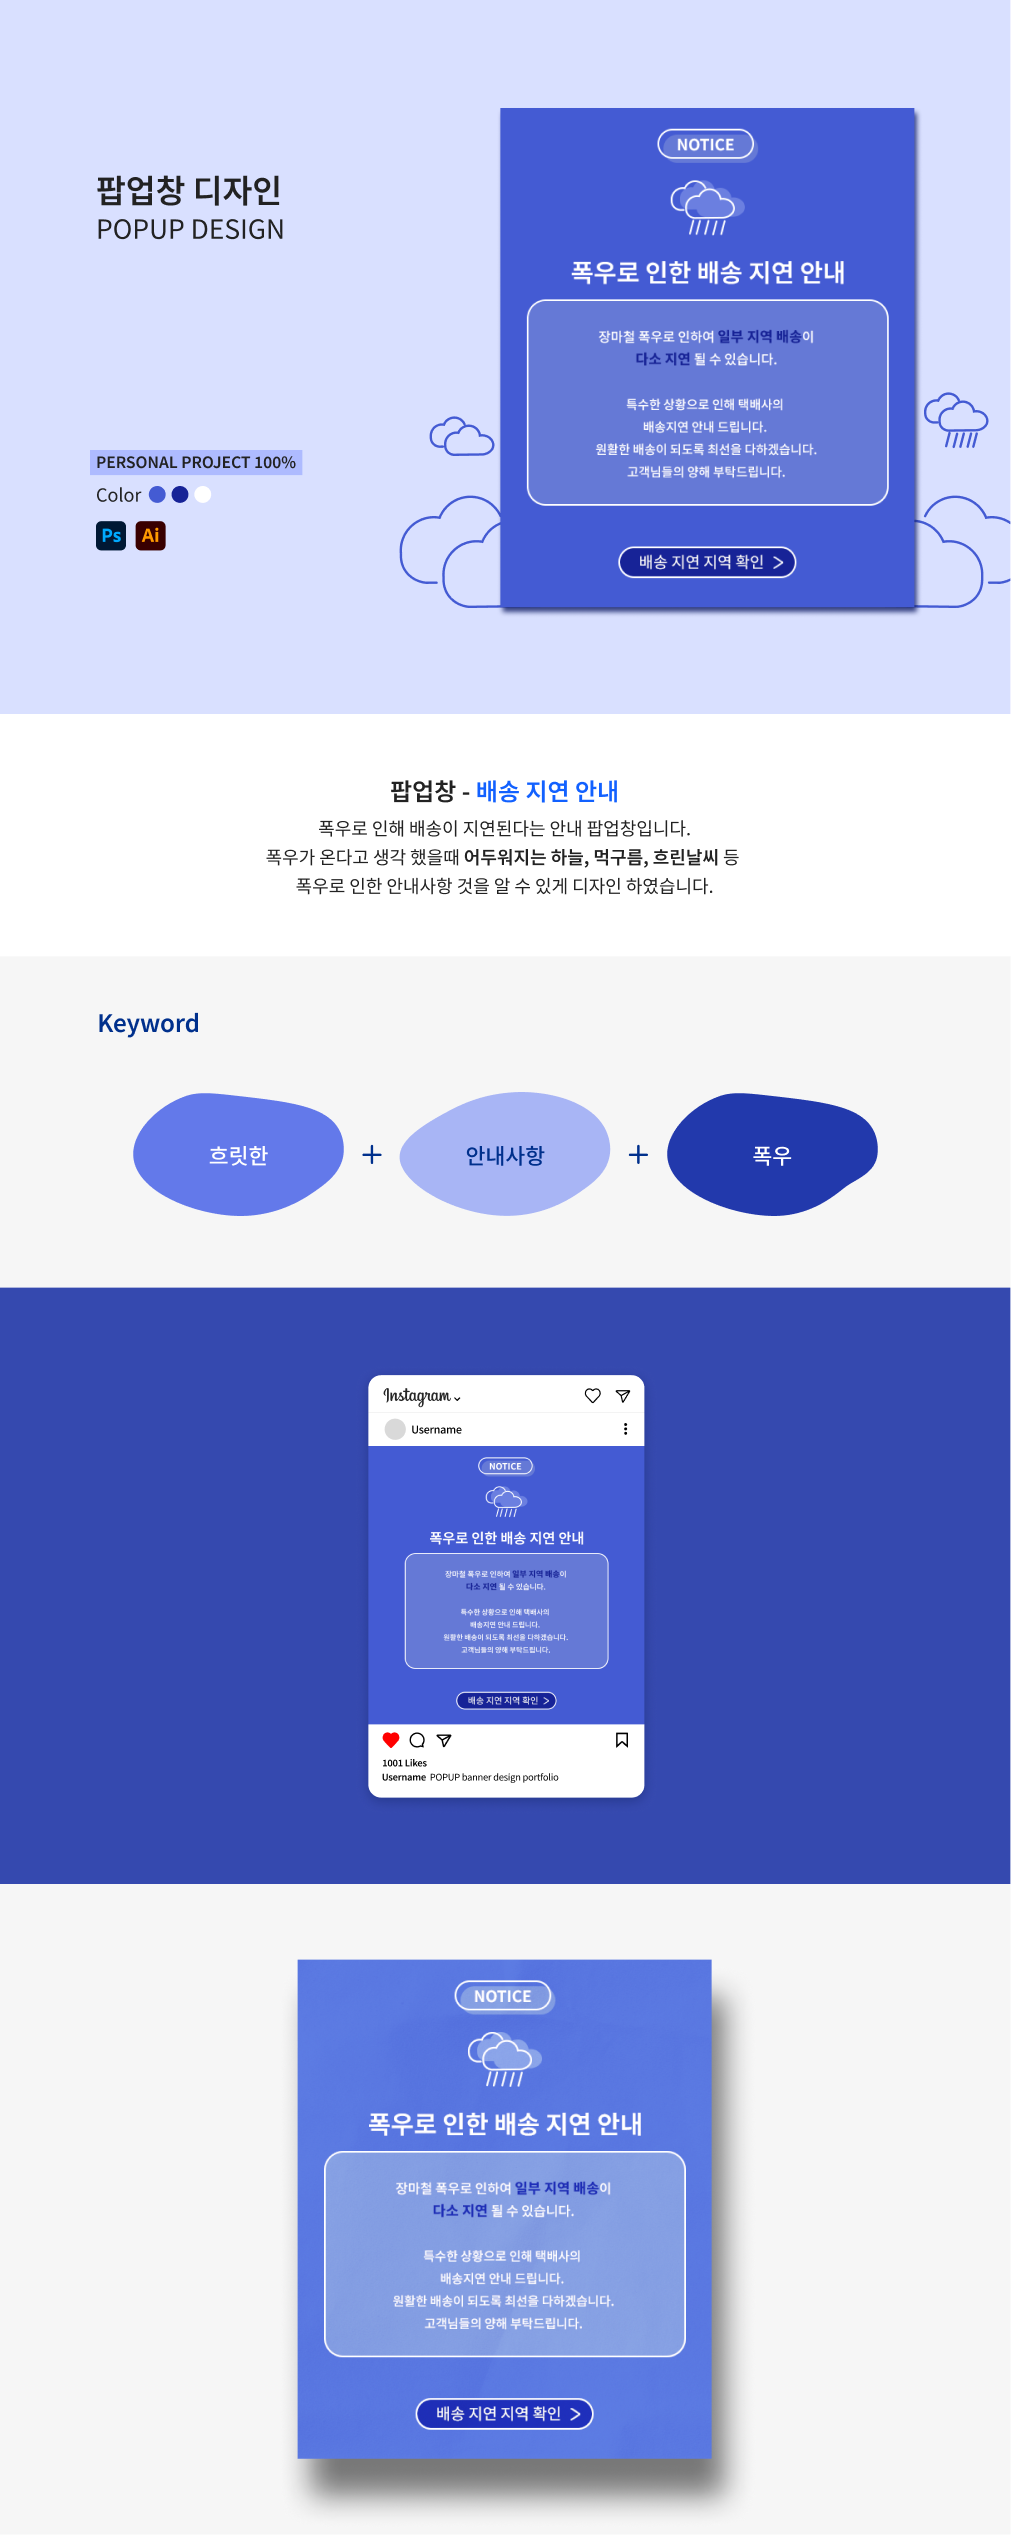 팝업창 디자인
POPUP DESIGN
PERSONAL PROJECT 100%
Color
Ps Ai
NOTICE
폭우로 인한 배송 지연 안내
장마철 폭우로 인하여 일부 지역 배송이
다소 지연 될 수 있습니다.
특수한 상황으로 인해 택배사의
배송지연 안내 드립니다.
원활한 배송이 되도록 최선을 다하겠습니다.
고객님들의 양해 부탁드립니다.
배송 지연 지역 확인 >
팝업창 - 배송 지연 안내
폭우로 인해 배송이 지연된다는 안내 팝업창입니다.
폭우가 온다고 생각 했을때 어두워지는 하늘, 먹구름, 흐린날씨 등
폭우로 인한 안내사항 것을 알 수 있게 디자인 하였습니다.
Keyword
흐릿한 + 안내사항 + 폭우
Instagram
Username
NOTICE
폭우로 인한 배송 지연 안내
장마철 폭우로 인하여 일부 지역 배송이
다소 지연 될 수 있습니다.
특수한 상황으로 인해 택배사의
배송지연 안내 드립니다.
원활한 배송이 되도록 최선을 다하겠습니다.
고객님들의 양해 부탁드립니다.
배송 지연 지역 확인 >
1001 Likes
Username POPUP banner design portfolio
NOTICE
폭우로 인한 배송 지연 안내
장마철 폭우로 인하여 일부 지역 배송이
다소 지연 될 수 있습니다.
특수한 상황으로 인해 택배사의
배송지연 안내 드립니다.
원활한 배송이 되도록 최선을 다하겠습니다.
고객님들의 양해 부탁드립니다.
배송 지연 지역 확인 >